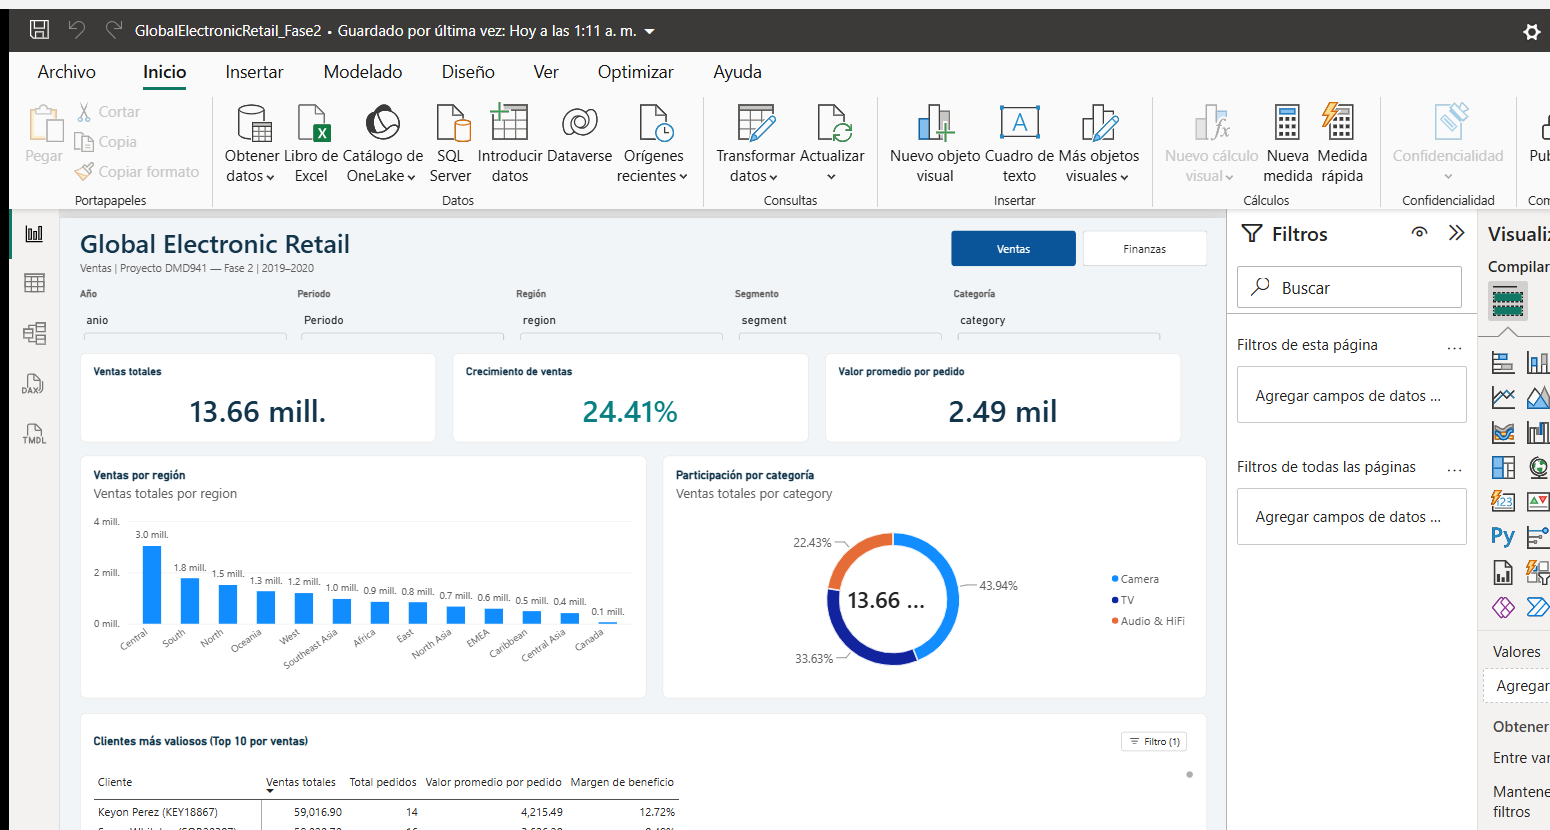 GlobalElectronicRetail_Fase2 • Guardado por última vez: Hoy a las 1:11 a. m.
Archivo Inicio Insertar Modelado Diseño Ver Optimizar Ayuda
Pegar
Cortar
Copia
Copiar formato
Portapapeles
Obtener datos
Libro de Excel
Catálogo de OneLake
SQL Server
Introducir datos
Dataverse
Orígenes recientes
Datos
Transformar datos
Actualizar
Consultas
Nuevo objeto visual
Cuadro de texto
Más objetos visuales
Insertar
Nuevo cálculo visual
Nueva medida
Medida rápida
Cálculos
Confidencialidad
Confidencialidad
Pub
Com
DAX
TMDL
Global Electronic Retail
Ventas | Proyecto DMD941 — Fase 2 | 2019–2020
Ventas
Finanzas
Año Periodo Región Segmento Categoría
anio Periodo region segment category
Ventas totales
13.66 mill.
Crecimiento de ventas
24.41%
Valor promedio por pedido
2.49 mil
Ventas por región
Ventas totales por region
4 mill.
2 mill.
0 mill.
3.0 mill. 1.8 mill. 1.5 mill. 1.3 mill. 1.2 mill. 1.0 mill. 0.9 mill. 0.8 mill. 0.7 mill. 0.6 mill. 0.5 mill. 0.4 mill. 0.1 mill.
Central South North Oceania West Southeast Asia Africa East North Asia EMEA Caribbean Central Asia Canada
Participación por categoría
Ventas totales por category
22.43%
43.94%
33.63%
13.66 ...
Camera
TV
Audio & HiFi
Clientes más valiosos (Top 10 por ventas)
Filtro (1)
Cliente Ventas totales Total pedidos Valor promedio por pedido Margen de beneficio
Keyon Perez (KEY18867) 59,016.90 14 4,215.49 12.72%
Filtros
Buscar
Filtros de esta página ...
Agregar campos de datos ...
Filtros de todas las páginas ...
Agregar campos de datos ...
Visualiz
Compilar
123
Py
Valores
Agregar
Obtener
Entre var
Mantene
filtros